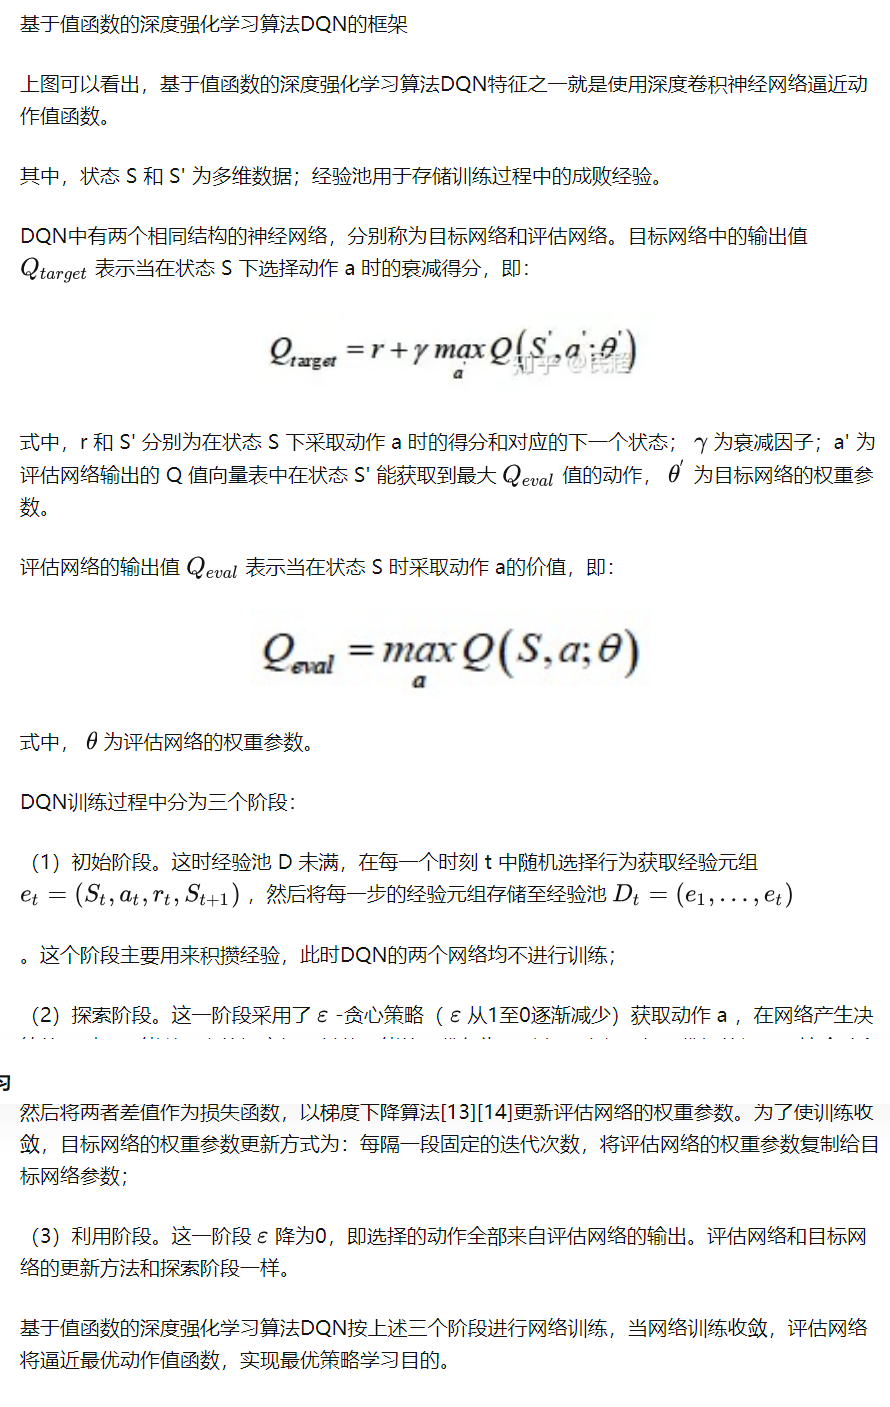 基于值函数的深度强化学习算法DQN的框架
上图可以看出，基于值函数的深度强化学习算法DQN特征之一就是使用深度卷积神经网络逼近动
作值函数。
其中，状态 S 和 S' 为多维数据；经验池用于存储训练过程中的成败经验。
DQN中有两个相同结构的神经网络，分别称为目标网络和评估网络。目标网络中的输出值
Q_target 表示当在状态 S 下选择动作 a 时的衰减得分，即：
Q_target = r + γ max_a' Q(S', a'; θ')
知乎 @民超
式中，r 和 S' 分别为在状态 S 下采取动作 a 时的得分和对应的下一个状态； γ 为衰减因子；a' 为
评估网络输出的 Q 值向量表中在状态 S' 能获取到最大 Q_eval 值的动作， θ' 为目标网络的权重参
数。
评估网络的输出值 Q_eval 表示当在状态 S 时采取动作 a的价值，即：
Q_eval = max_a Q(S, a; θ)
式中， θ 为评估网络的权重参数。
DQN训练过程中分为三个阶段：
（1）初始阶段。这时经验池 D 未满，在每一个时刻 t 中随机选择行为获取经验元组
e_t = (S_t, a_t, r_t, S_{t+1}) ，然后将每一步的经验元组存储至经验池 D_t = (e_1, ..., e_t)
。这个阶段主要用来积攒经验，此时DQN的两个网络均不进行训练；
（2）探索阶段。这一阶段采用了 ε -贪心策略（ ε 从1至0逐渐减少）获取动作 a ，在网络产生决
习
然后将两者差值作为损失函数，以梯度下降算法[13][14]更新评估网络的权重参数。为了使训练收
敛，目标网络的权重参数更新方式为：每隔一段固定的迭代次数，将评估网络的权重参数复制给目
标网络参数；
（3）利用阶段。这一阶段 ε 降为0，即选择的动作全部来自评估网络的输出。评估网络和目标网
络的更新方法和探索阶段一样。
基于值函数的深度强化学习算法DQN按上述三个阶段进行网络训练，当网络训练收敛，评估网络
将逼近最优动作值函数，实现最优策略学习目的。